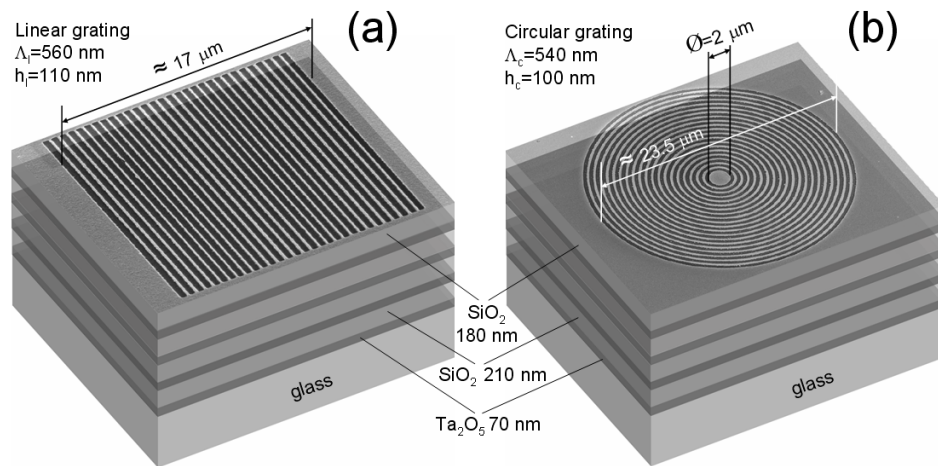 Linear grating
Λl=560 nm
hl=110 nm
≈ 17 μm
(a)
Circular grating
Λc=540 nm
hc=100 nm
Ø=2 μm
(b)
≈ 23.5 μm
SiO2
180 nm
SiO2 210 nm
Ta2O5 70 nm
glass
glass